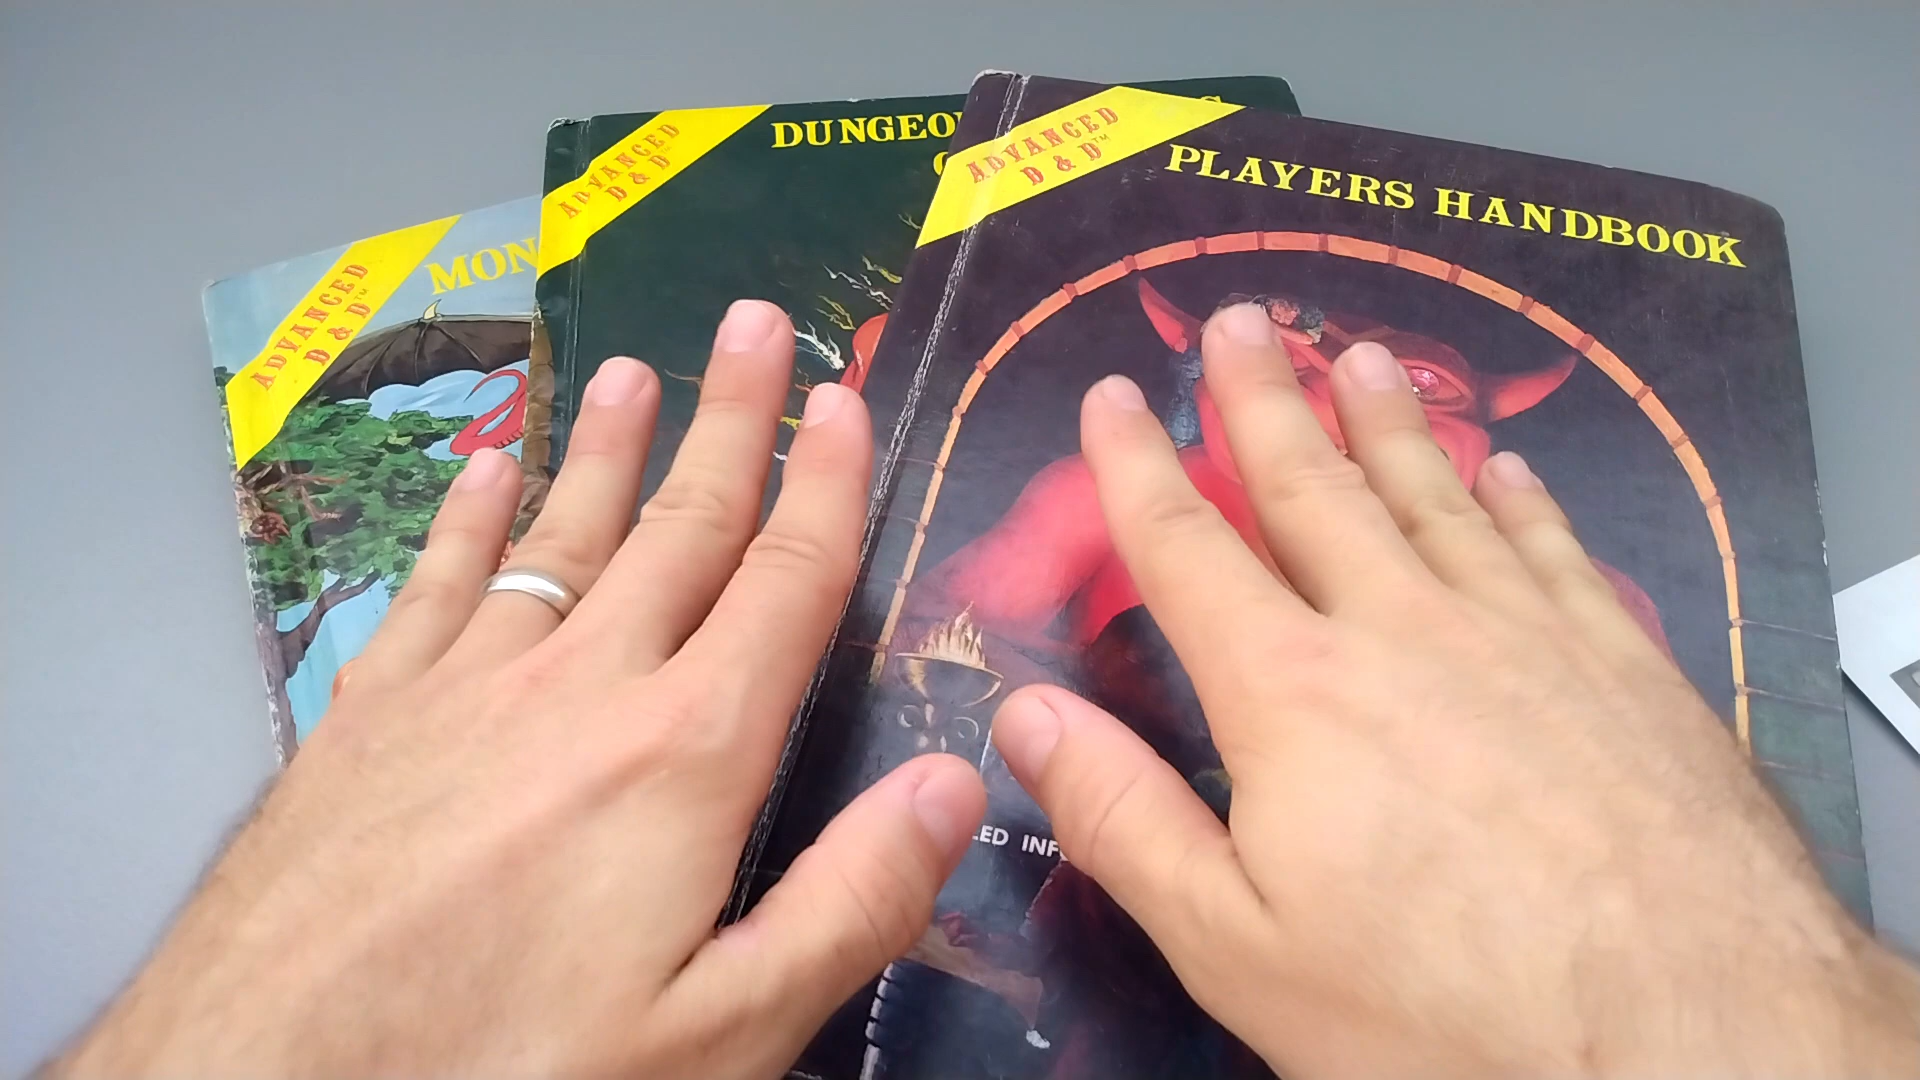 ADVANCED
D & D™
MON
ADVANCED
D & D™
DUNGEO
ADVANCED
D & D™
PLAYERS HANDBOOK
LED INF